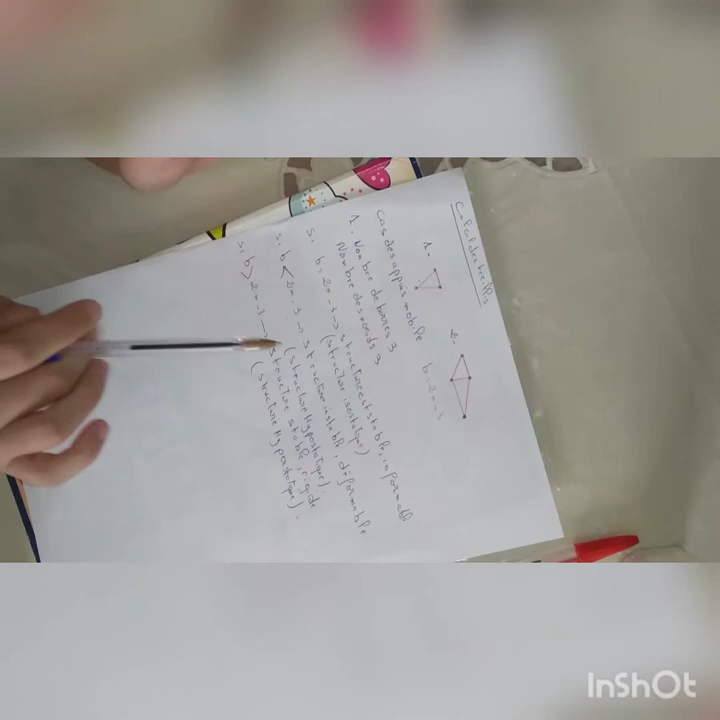 Calcul des treillis
1-
2-
b=2n-3
Cas des appuis mobile
1. Nombre de barres 3
Nombre des noeuds 3
si b = 2n-3 → structure est stable, informabl
(structure isostatique)
si b < 2n-3 → structure instable, déformable
(structure Hypostatique).
si b > 2n-3 → structure stable, rigide
(structure Hyperstatique).
InShOt